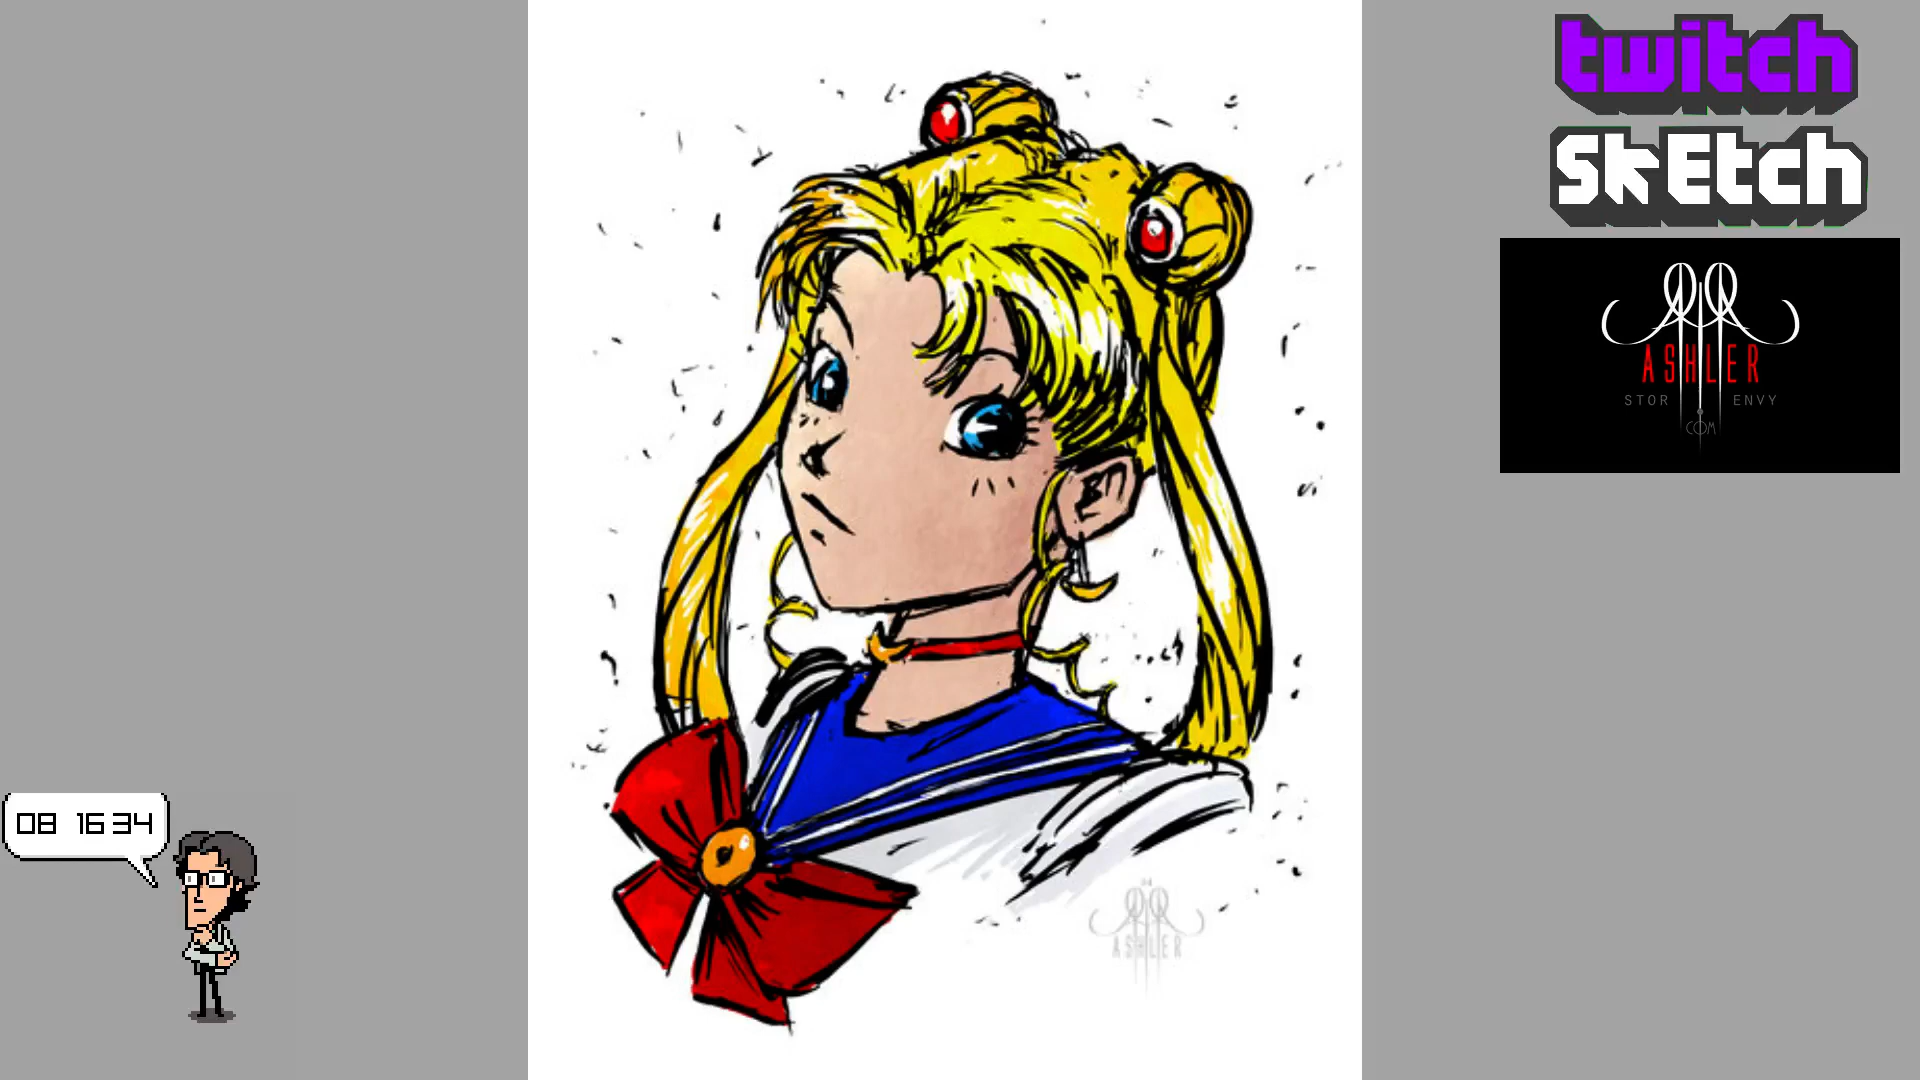 twitch
SkEtch
ASHLER
STOR ENVY
COM
08 16 34
ASHLER